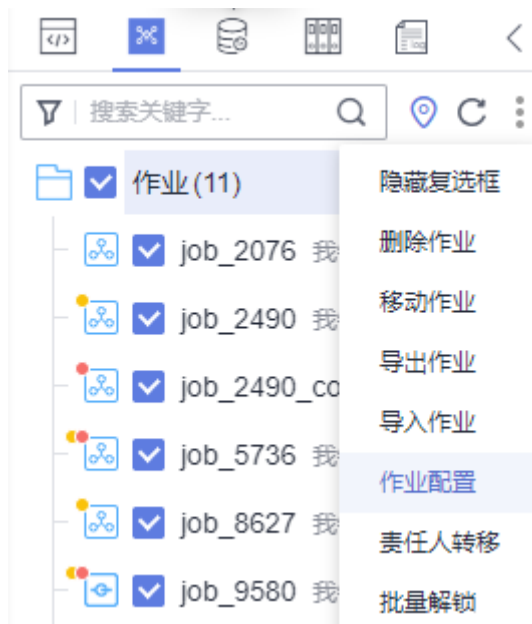 </>
log
搜索关键字...
作业 (11)
隐藏复选框
job_2076 我
删除作业
job_2490 我
移动作业
job_2490_co
导出作业
导入作业
job_5736 我
作业配置
job_8627 我
责任人转移
job_9580 我
批量解锁